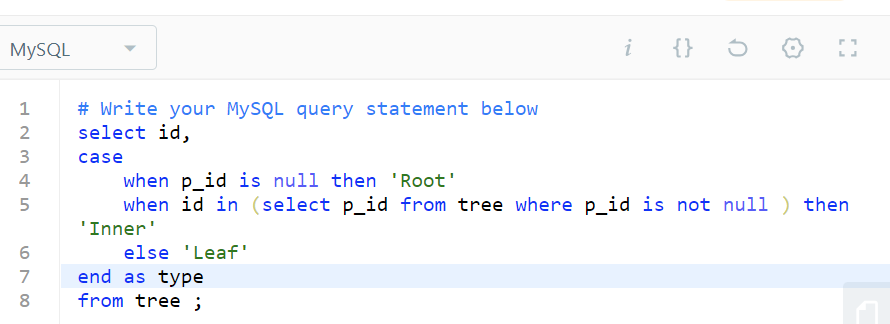 MySQL
i {}
1 # Write your MySQL query statement below
2 select id,
3 case
4 when p_id is null then 'Root'
5 when id in (select p_id from tree where p_id is not null ) then
'Inner'
6 else 'Leaf'
7 end as type
8 from tree ;